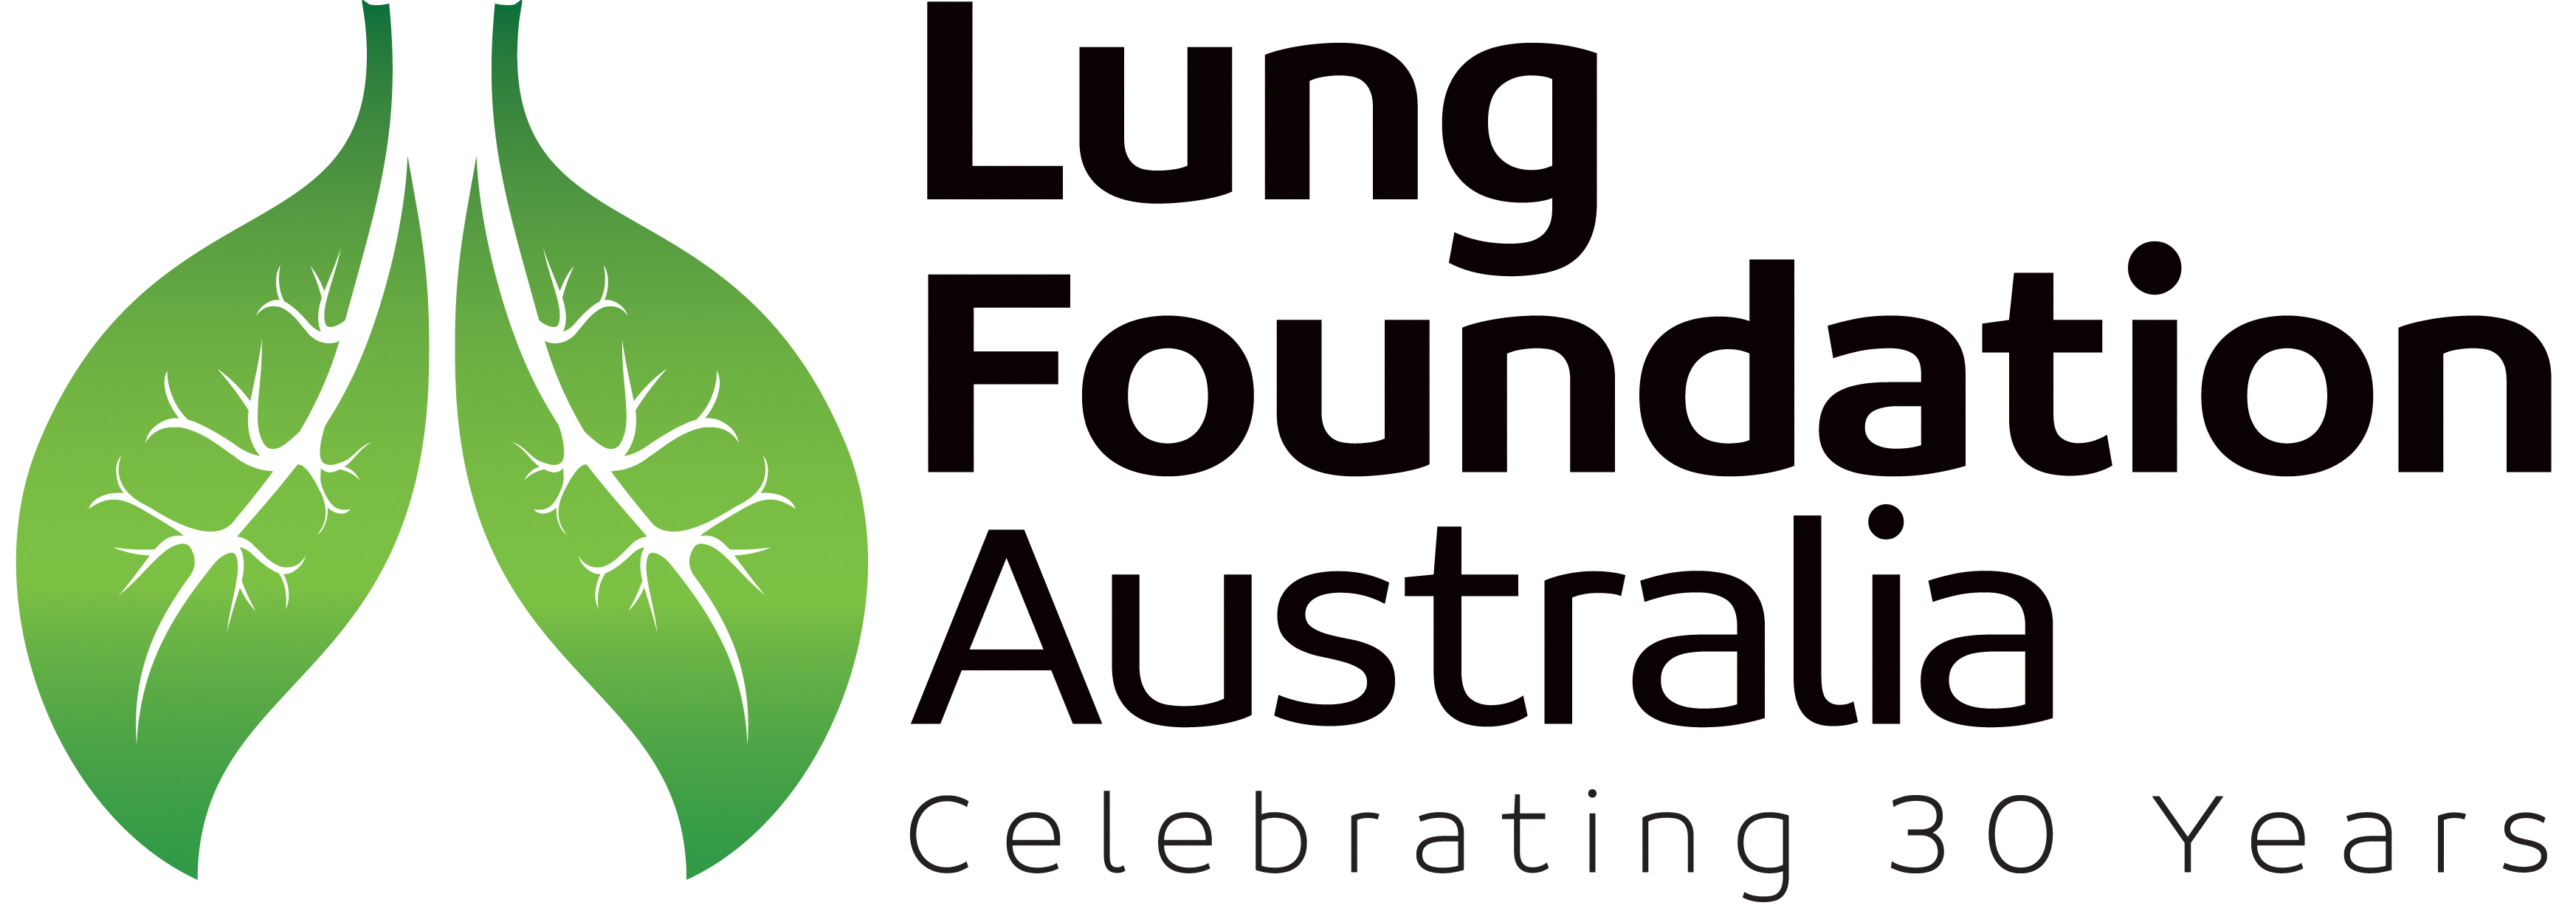 Lung
Foundation
Australia
Celebrating 30 Years